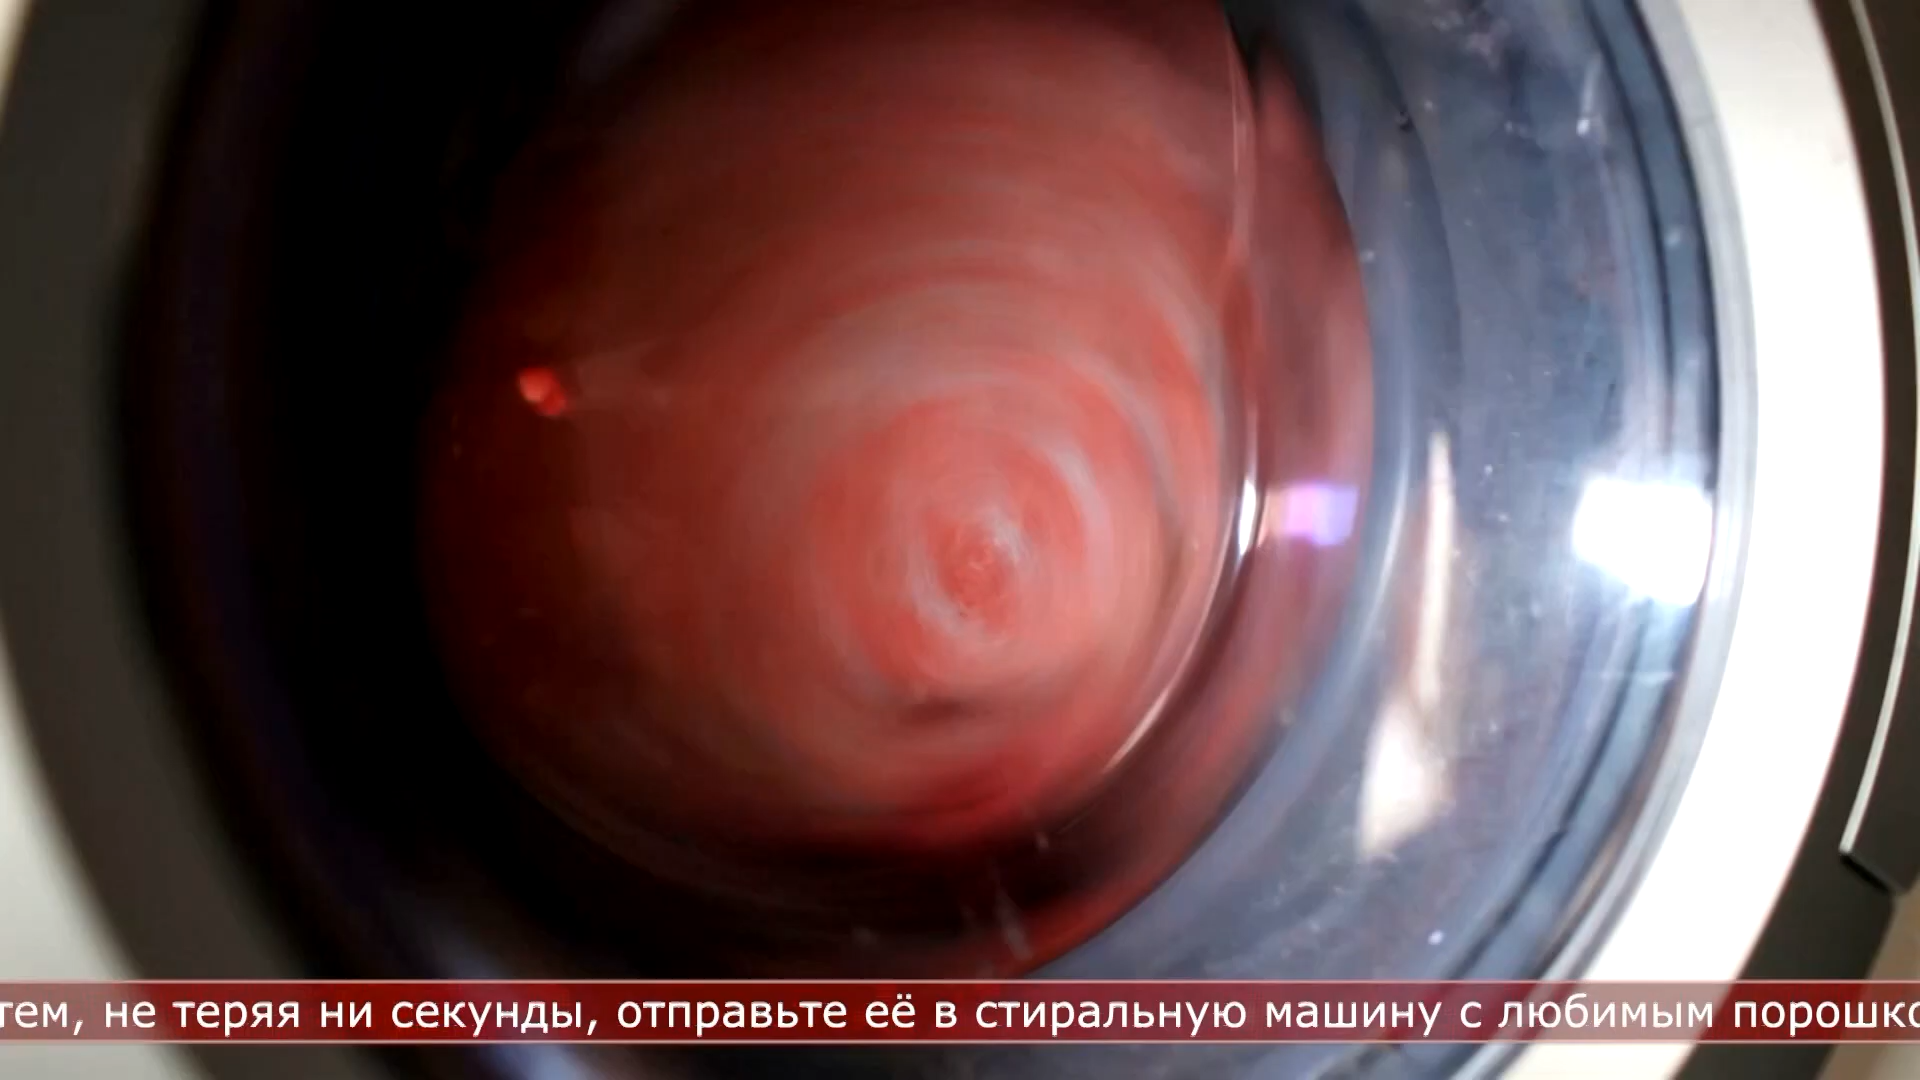 тем, не теряя ни секунды, отправьте её в стиральную машину с любимым порошко